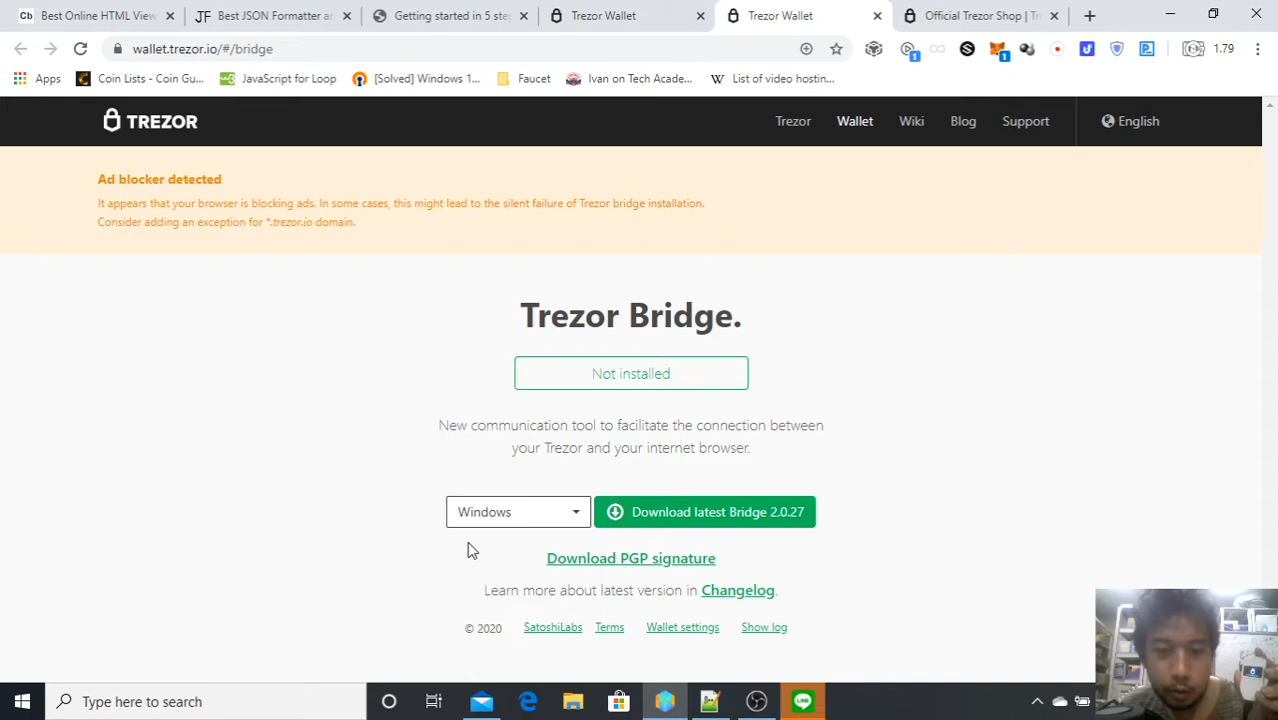 Best Online HTML View
Best JSON Formatter a
Getting started in 5 ste
Trezor Wallet
Trezor Wallet
Official Trezor Shop | Tr
wallet.trezor.io/#/bridge
1
1
1.79
Apps
Coin Lists - Coin Gu...
JavaScript for Loop
[Solved] Windows 1...
Faucet
Ivan on Tech Acade...
List of video hostin...
TREZOR
Trezor
Wallet
Wiki
Blog
Support
English
Ad blocker detected
It appears that your browser is blocking ads. In some cases, this might lead to the silent failure of Trezor bridge installation.
Consider adding an exception for *.trezor.io domain.
Trezor Bridge.
Not installed
New communication tool to facilitate the connection between
your Trezor and your internet browser.
Windows
Download latest Bridge 2.0.27
Download PGP signature
Learn more about latest version in Changelog.
© 2020
SatoshiLabs
Terms
Wallet settings
Show log
Type here to search